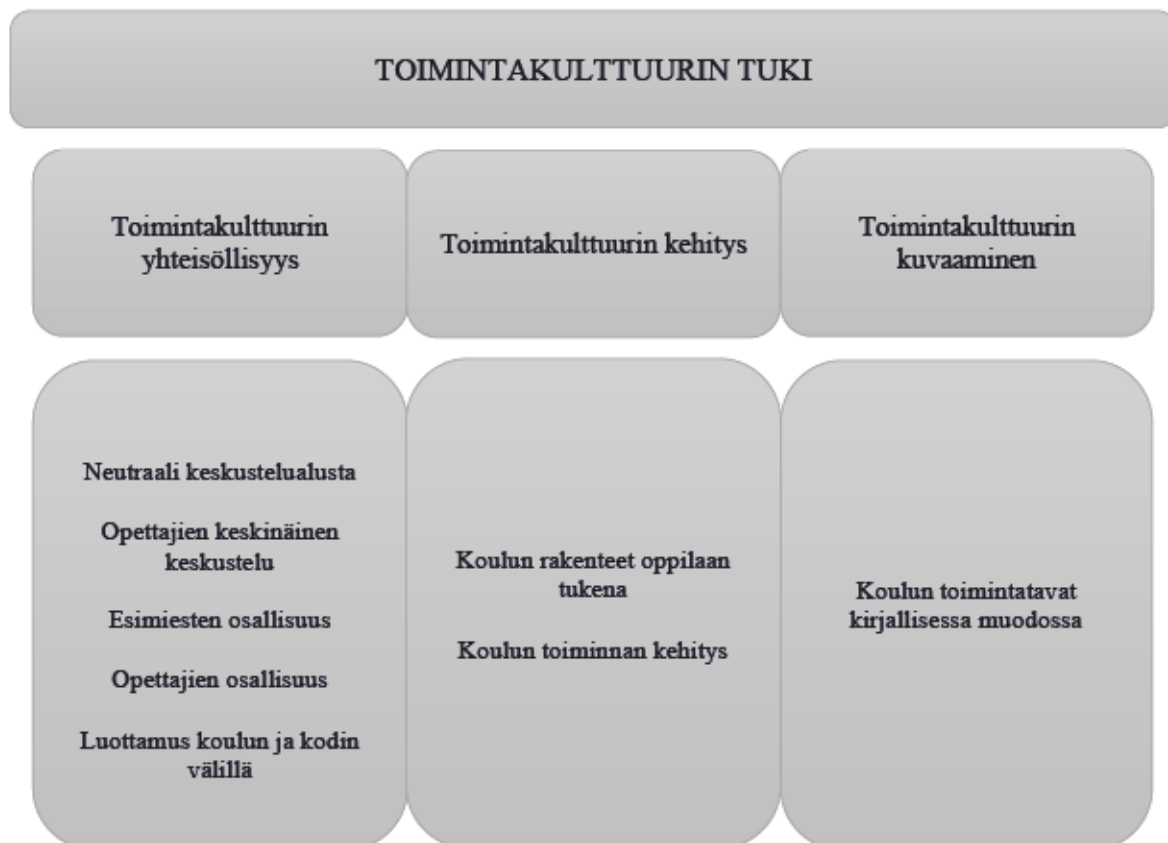 TOIMINTAKULTTUURIN TUKI
Toimintakulttuurin
yhteisöllisyys
Toimintakulttuurin kehitys
Toimintakulttuurin
kuvaaminen
Neutraali keskustelualusta
Opettajien keskinäinen
keskustelu
Esimiesten osallisuus
Opettajien osallisuus
Luottamus koulun ja kodin
välillä
Koulun rakenteet oppilaan
tukena
Koulun toiminnan kehitys
Koulun toimintatavat
kirjallisessa muodossa